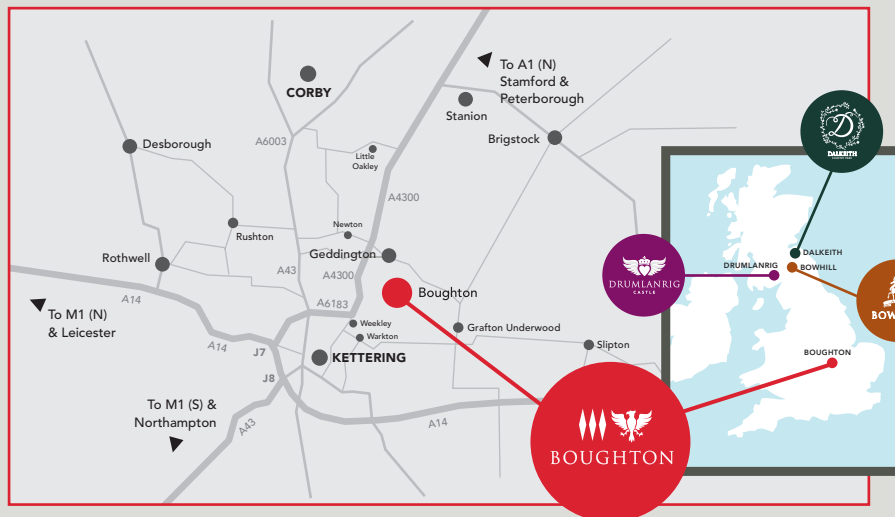 To A1 (N)
Stamford &
Peterborough
CORBY
Stanion
Brigstock
Desborough
A6003
Little
Oakley
A4300
Rushton
Newton
Geddington
Rothwell
A43
A4300
Boughton
A14
A6183
To M1 (N)
& Leicester
A14
J7
Weekley
Warkton
Grafton Underwood
KETTERING
Slipton
J8
To M1 (S) &
Northampton
A43
A14
BOUGHTON
D
DALKEITH
DRUMLANRIG
CASTLE
DALKEITH
DRUMLANRIG
BOWHILL
BOW
BOUGHTON